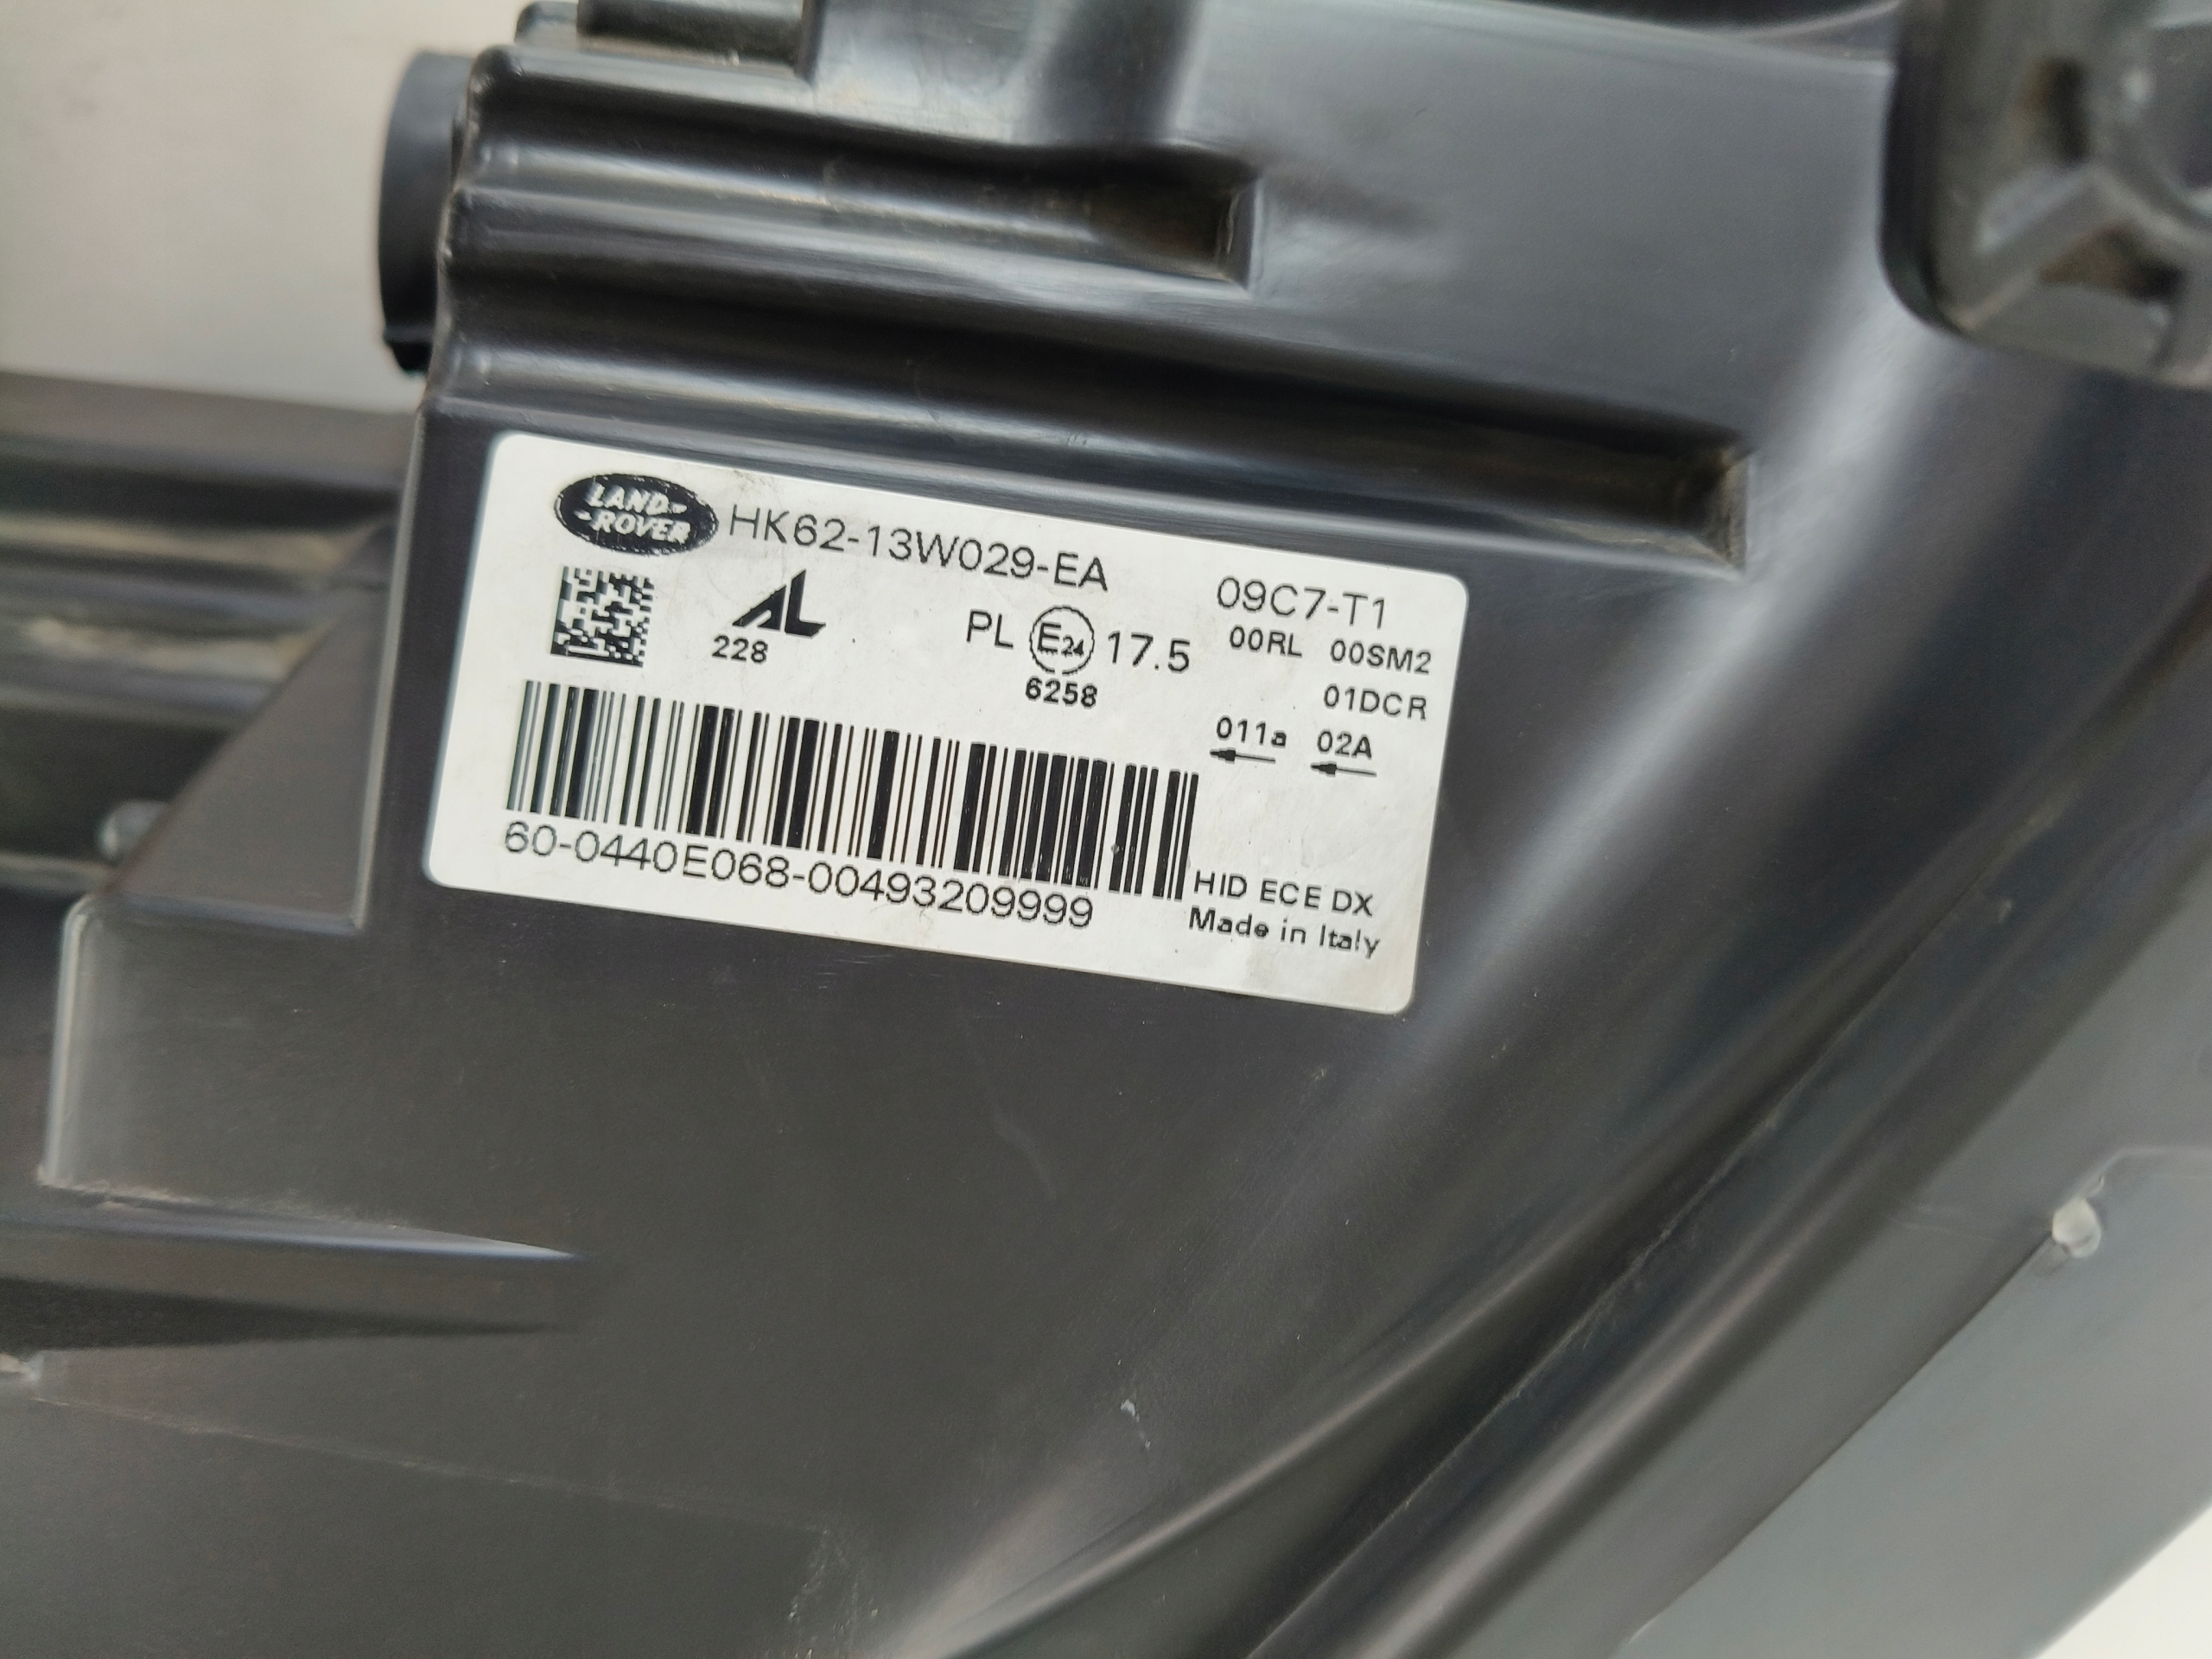 LAND-
-ROVER
HK62-13W029-EA
09C7-T1
AL
228
PL E24 17.5
6258
00RL 00SM2
01DCR
011a 02A
60-0440E068-00493209999
HID ECE DX
Made in Italy